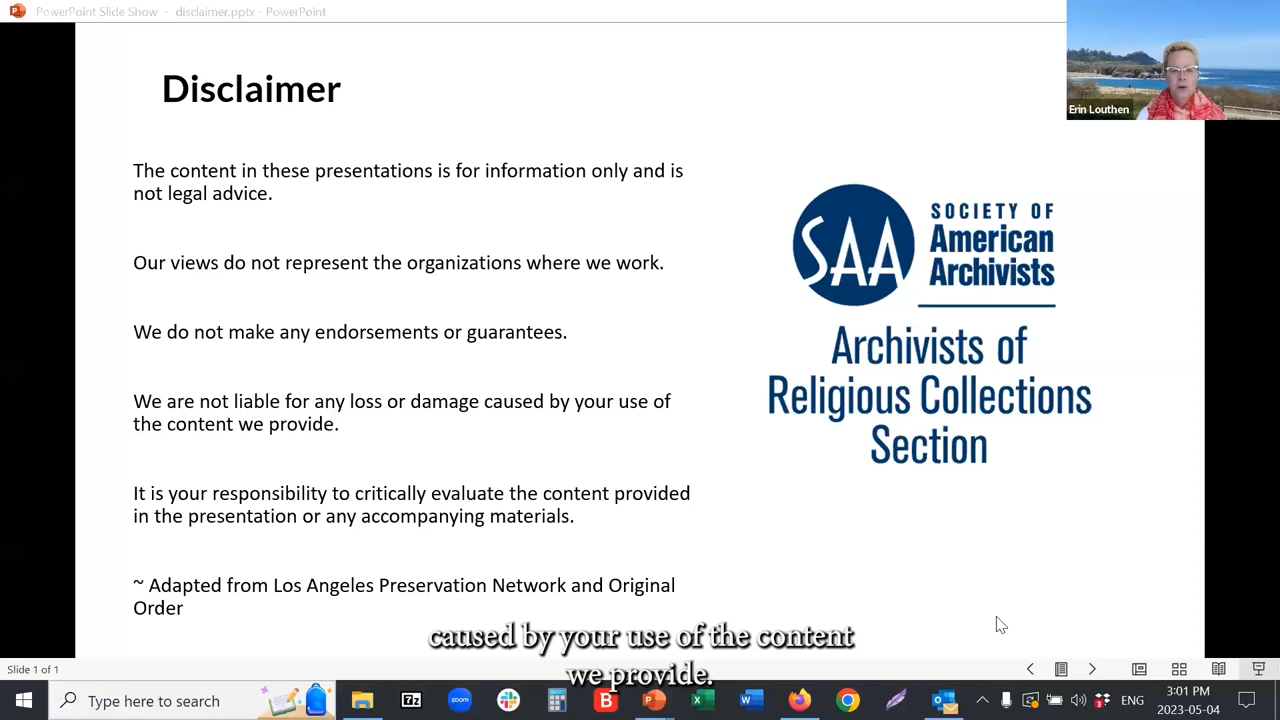 PowerPoint Slide Show - disclaimer.pptx - PowerPoint
Erin Louthen
Disclaimer
The content in these presentations is for information only and is
not legal advice.
Our views do not represent the organizations where we work.
We do not make any endorsements or guarantees.
We are not liable for any loss or damage caused by your use of
the content we provide.
It is your responsibility to critically evaluate the content provided
in the presentation or any accompanying materials.
~ Adapted from Los Angeles Preservation Network and Original
Order
SAA
SOCIETY OF
American
Archivists
Archivists of
Religious Collections
Section
caused by your use of the content
we provide.
Slide 1 of 1
Type here to search
Zz
zoom
B
ENG
3:01 PM
2023-05-04